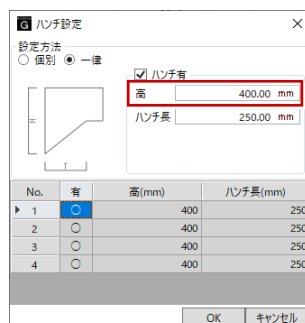 G ハンチ設定
設定方法
○ 個別 ◉ 一律
ハンチ有
高 400.00 mm
ハンチ長 250.00 mm
H
T
No. 有 高(mm) ハンチ長(mm)
1 ○ 400 250
2 ○ 400 250
3 ○ 400 250
4 ○ 400 250
OK キャンセル